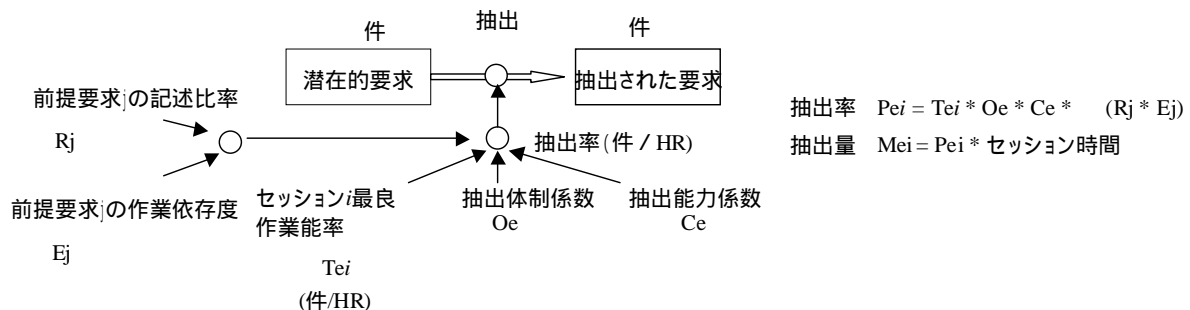 件
抽出
件
潜在的要求
抽出された要求
前提要求jの記述比率
Rj
抽出率(件 / HR)
抽出率 Pei = Tei * Oe * Ce * (Rj * Ej)
抽出量 Mei = Pei * セッション時間
前提要求jの作業依存度
Ej
セッションi最良
作業能率
Tei
(件/HR)
抽出体制係数
Oe
抽出能力係数
Ce